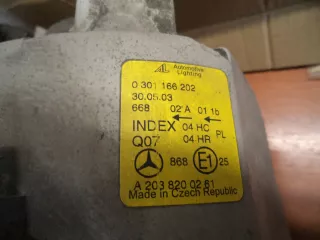 AL Automotive
Lighting
0 301 166 202
30.05.03
668 02 A 01 1b
INDEX 04 HC PL
Q07 04 HR
868 E1 25
A 203 820 02 61
Made in Czech Republic